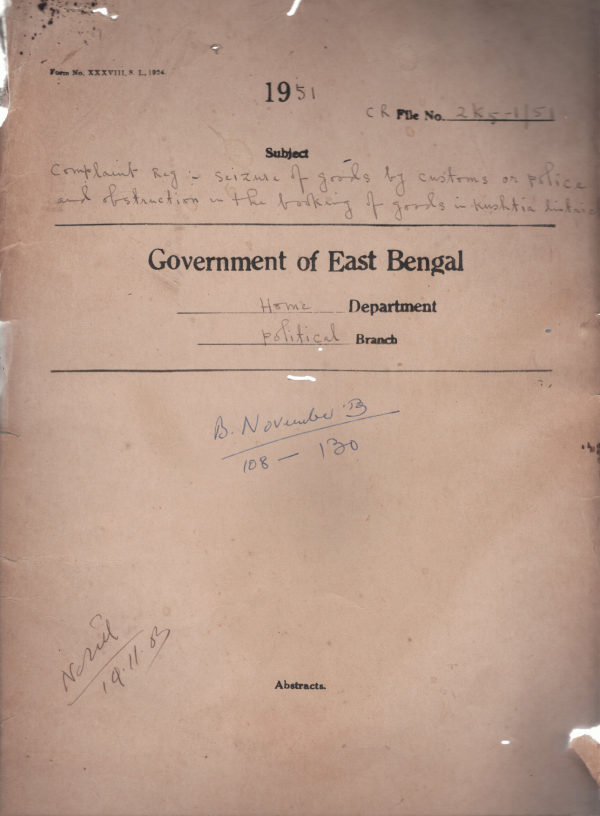 Form No. XXXVIII, S. L., 1924.
1951
CR File No. 2K5-1/51
Subject
Complaint reg:- seizure of goods by customs or police
and obstruction in the booking of goods in Kushtia district
Government of East Bengal
Home Department
Political Branch
B. November '53
108 - 130
19.11.53
Abstracts.